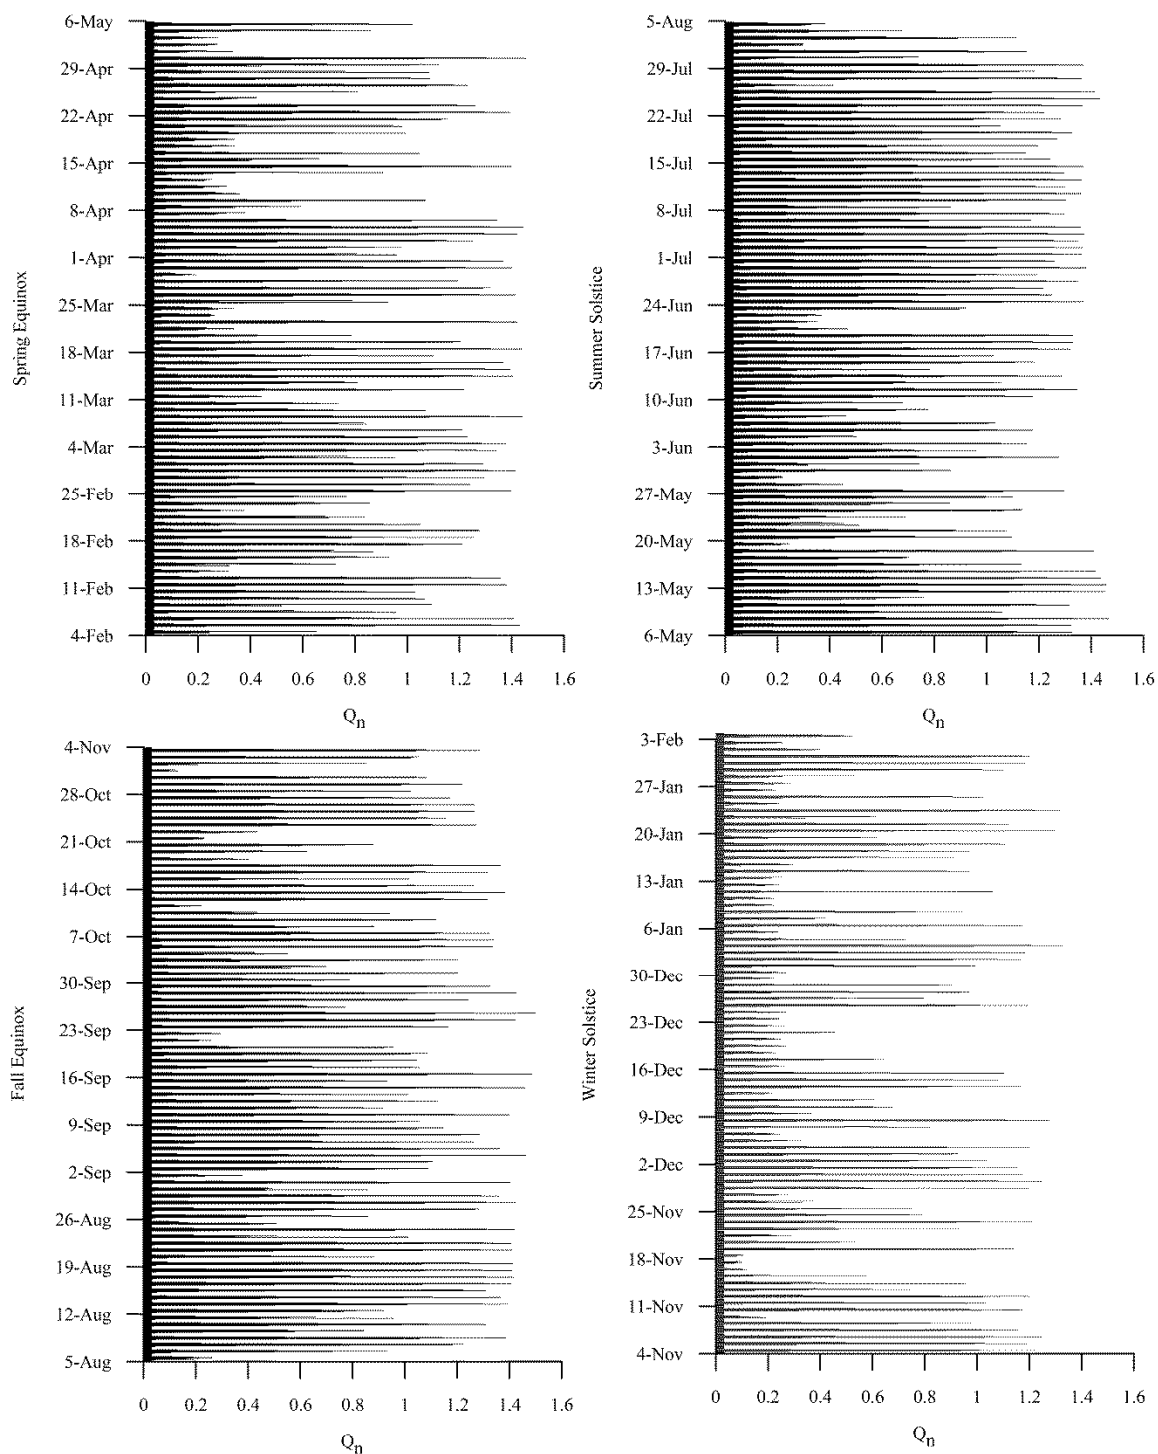 6-May
29-Apr
22-Apr
15-Apr
8-Apr
1-Apr
25-Mar
18-Mar
11-Mar
4-Mar
25-Feb
18-Feb
11-Feb
4-Feb
Spring Equinox
0 0.2 0.4 0.6 0.8 1 1.2 1.4 1.6
Qn
5-Aug
29-Jul
22-Jul
15-Jul
8-Jul
1-Jul
24-Jun
17-Jun
10-Jun
3-Jun
27-May
20-May
13-May
6-May
Summer Solstice
0 0.2 0.4 0.6 0.8 1 1.2 1.4 1.6
Qn
4-Nov
28-Oct
21-Oct
14-Oct
7-Oct
30-Sep
23-Sep
16-Sep
9-Sep
2-Sep
26-Aug
19-Aug
12-Aug
5-Aug
Fall Equinox
0 0.2 0.4 0.6 0.8 1 1.2 1.4 1.6
Qn
3-Feb
27-Jan
20-Jan
13-Jan
6-Jan
30-Dec
23-Dec
16-Dec
9-Dec
2-Dec
25-Nov
18-Nov
11-Nov
4-Nov
Winter Solstice
0 0.2 0.4 0.6 0.8 1 1.2 1.4 1.6
Qn